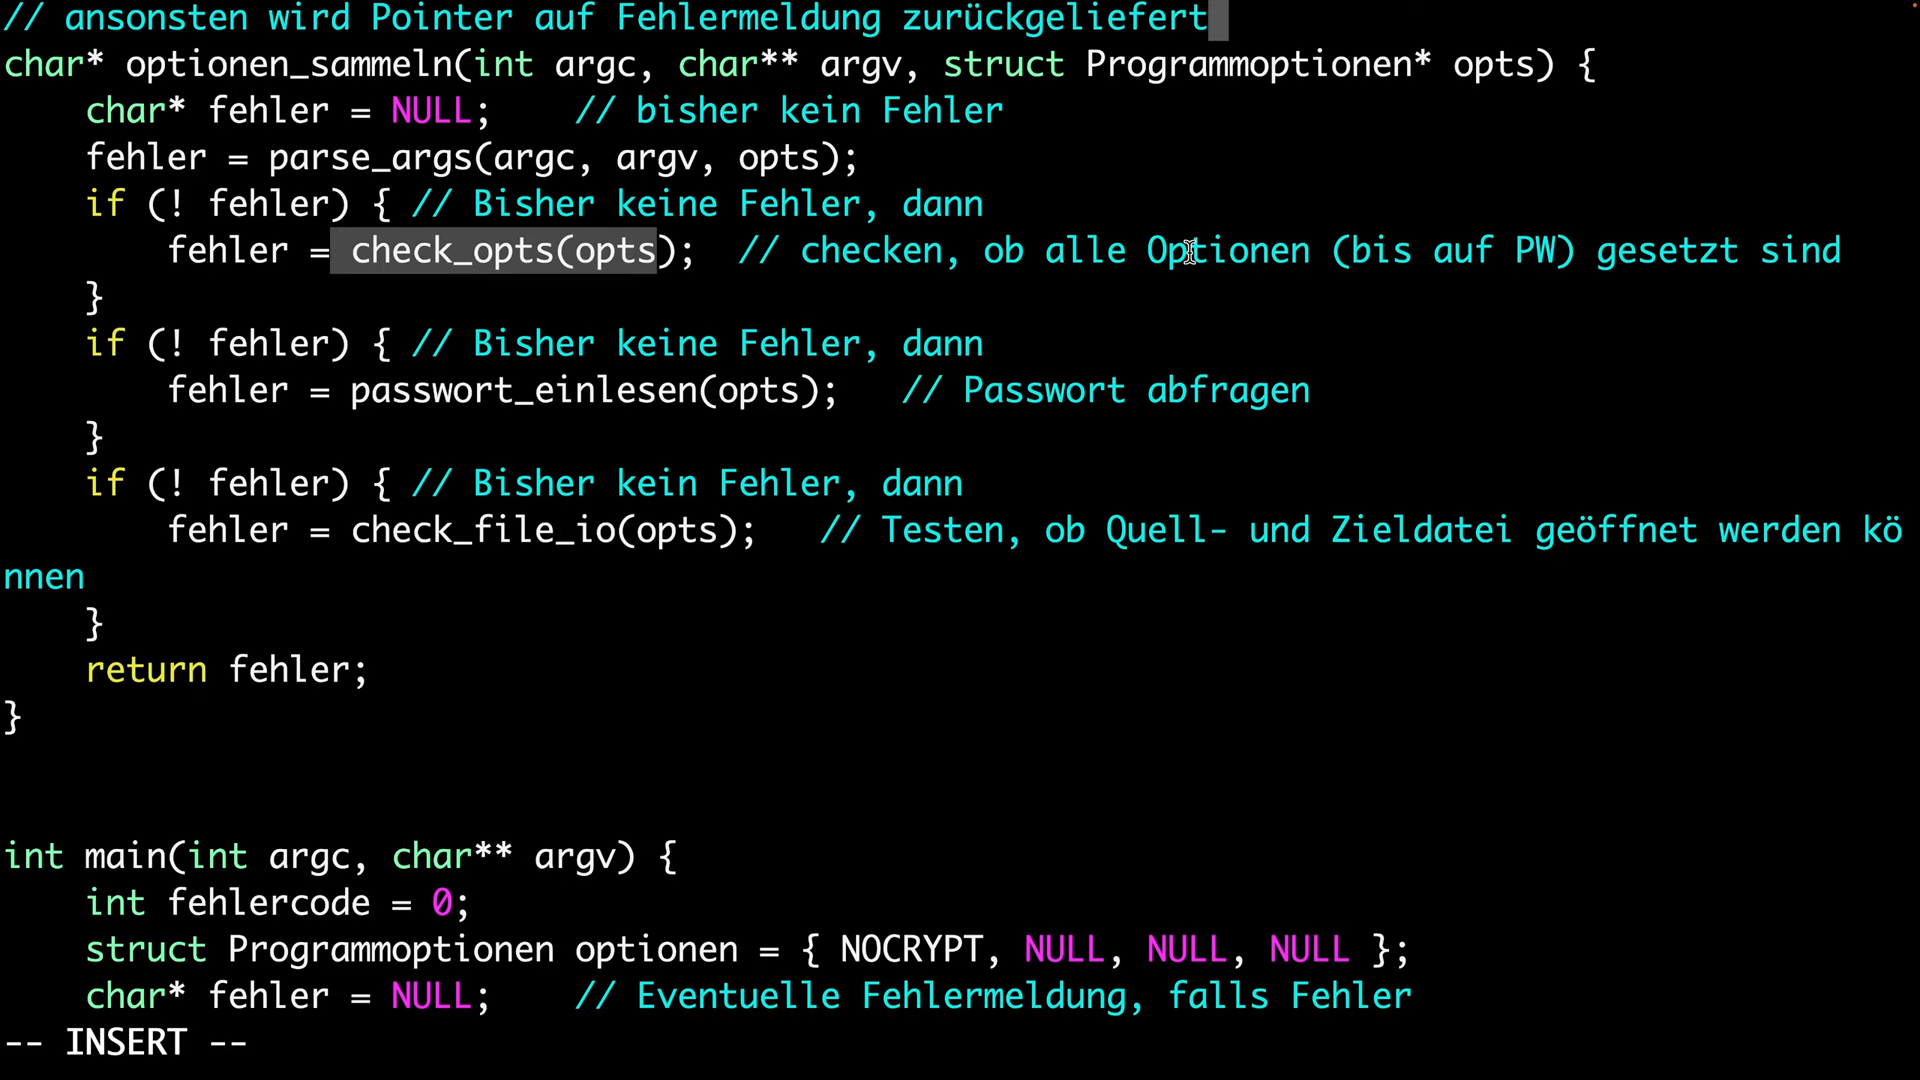 // ansonsten wird Pointer auf Fehlermeldung zurückgeliefert
char* optionen_sammeln(int argc, char** argv, struct Programmoptionen* opts) {
    char* fehler = NULL;    // bisher kein Fehler
    fehler = parse_args(argc, argv, opts);
    if (! fehler) { // Bisher keine Fehler, dann
        fehler = check_opts(opts);  // checken, ob alle Optionen (bis auf PW) gesetzt sind
    }
    if (! fehler) { // Bisher keine Fehler, dann
        fehler = passwort_einlesen(opts);   // Passwort abfragen
    }
    if (! fehler) { // Bisher kein Fehler, dann
        fehler = check_file_io(opts);   // Testen, ob Quell- und Zieldatei geöffnet werden kö
nnen
    }
    return fehler;
}
int main(int argc, char** argv) {
    int fehlercode = 0;
    struct Programmoptionen optionen = { NOCRYPT, NULL, NULL, NULL };
    char* fehler = NULL;    // Eventuelle Fehlermeldung, falls Fehler
-- INSERT --